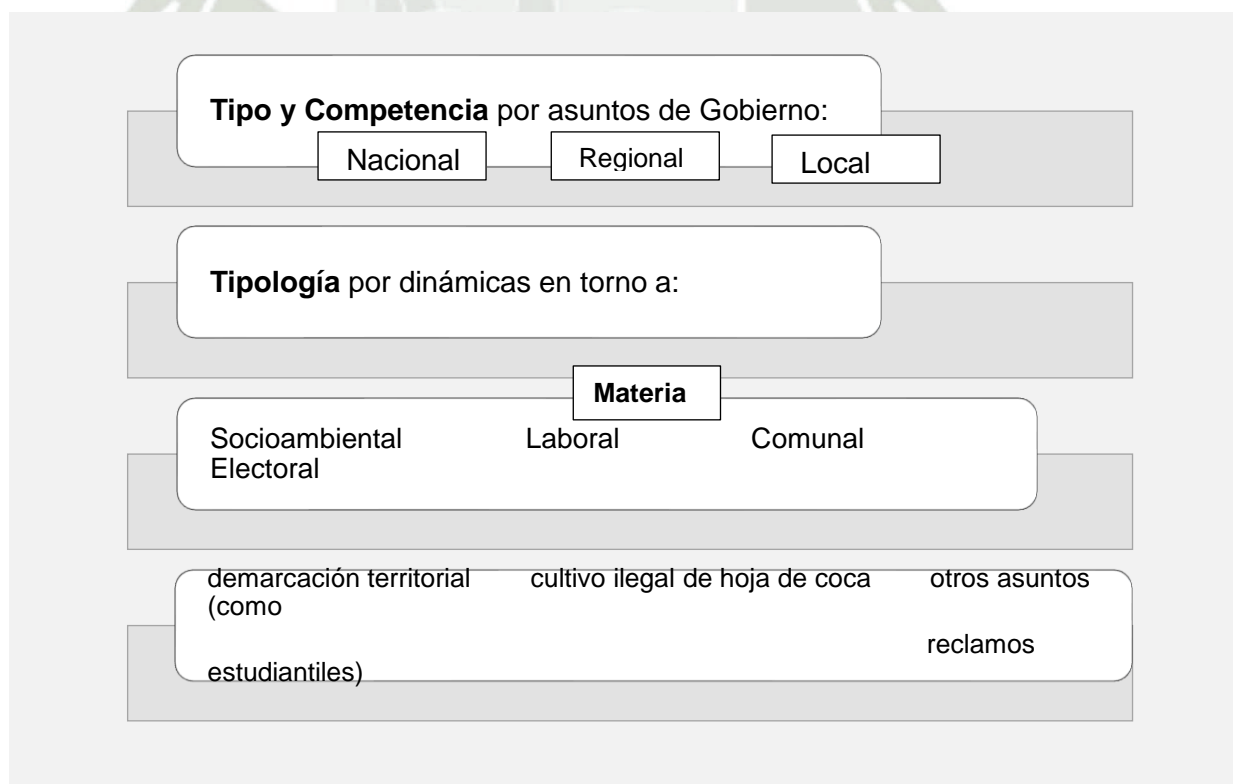 Tipo y Competencia por asuntos de Gobierno:
Nacional Regional Local
Tipología por dinámicas en torno a:
Materia
Socioambiental Laboral Comunal
Electoral
demarcación territorial cultivo ilegal de hoja de coca otros asuntos
(como
reclamos
estudiantiles)